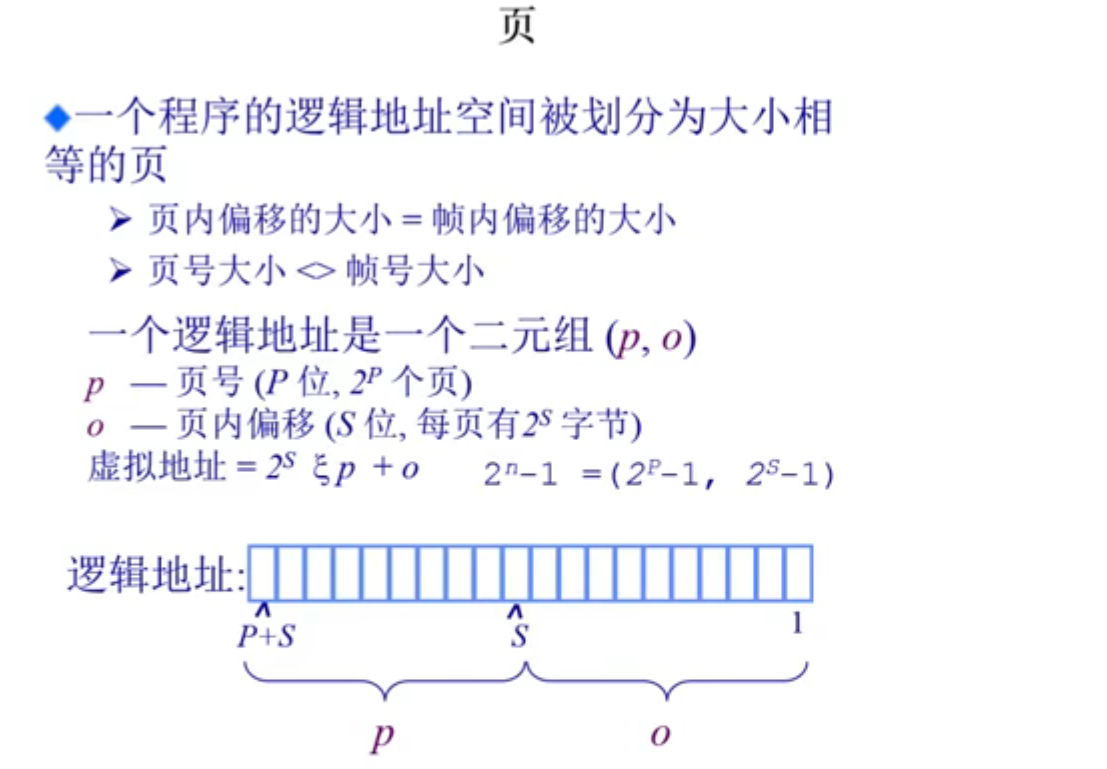 页
◆一个程序的逻辑地址空间被划分为大小相
等的页
➢ 页内偏移的大小 = 帧内偏移的大小
➢ 页号大小 <> 帧号大小
一个逻辑地址是一个二元组 (p, o)
p — 页号 (P 位, 2^P 个页)
o — 页内偏移 (S 位, 每页有2^S 字节)
虚拟地址 = 2^S ξ p + o 2^n-1 =(2^P-1, 2^S-1)
逻辑地址:
P+S S 1
p o